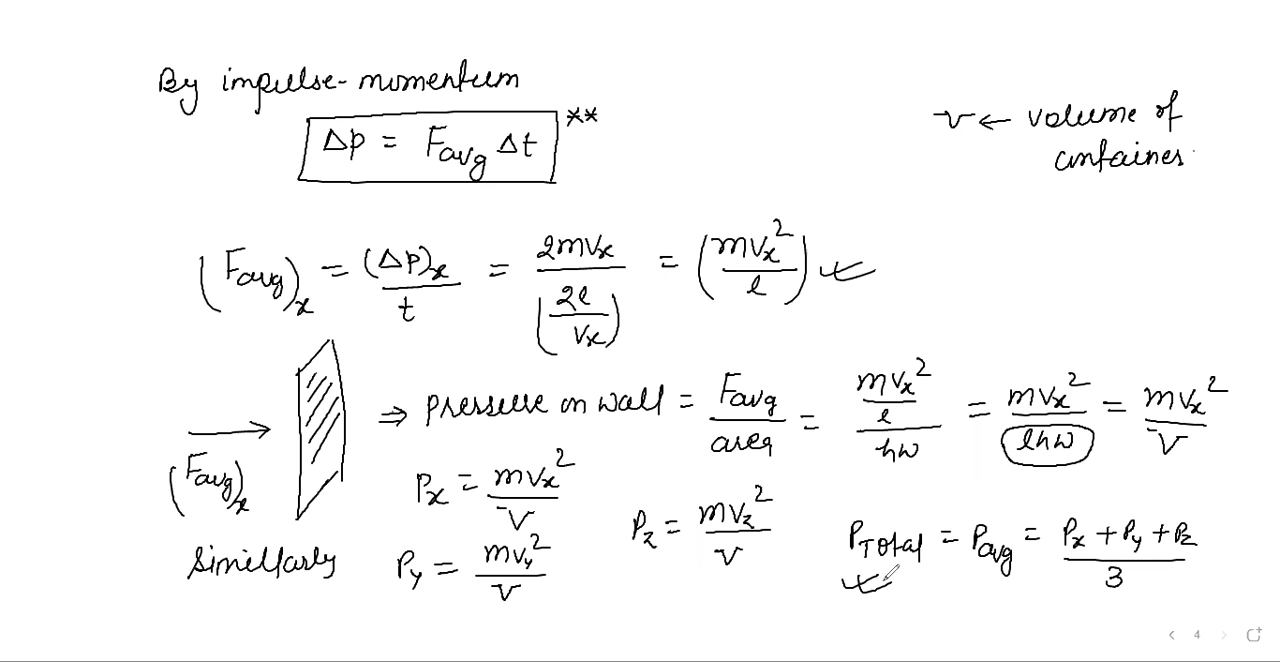 By impulse-momentum
Δp = Favg Δt **
v ← volume of
container
(Favg)x = (Δp)x / t = 2mvx / (2l / vx) = (mvx² / l)
⇒ pressure on wall = Favg / area = (mvx² / l) / hw = mvx² / lhw = mvx² / V
(Favg)x
Px = mvx² / V
Pz = mvz² / V
PTotal = Pavg = (Px + Py + Pz) / 3
Simillarly Py = mvy² / V
4